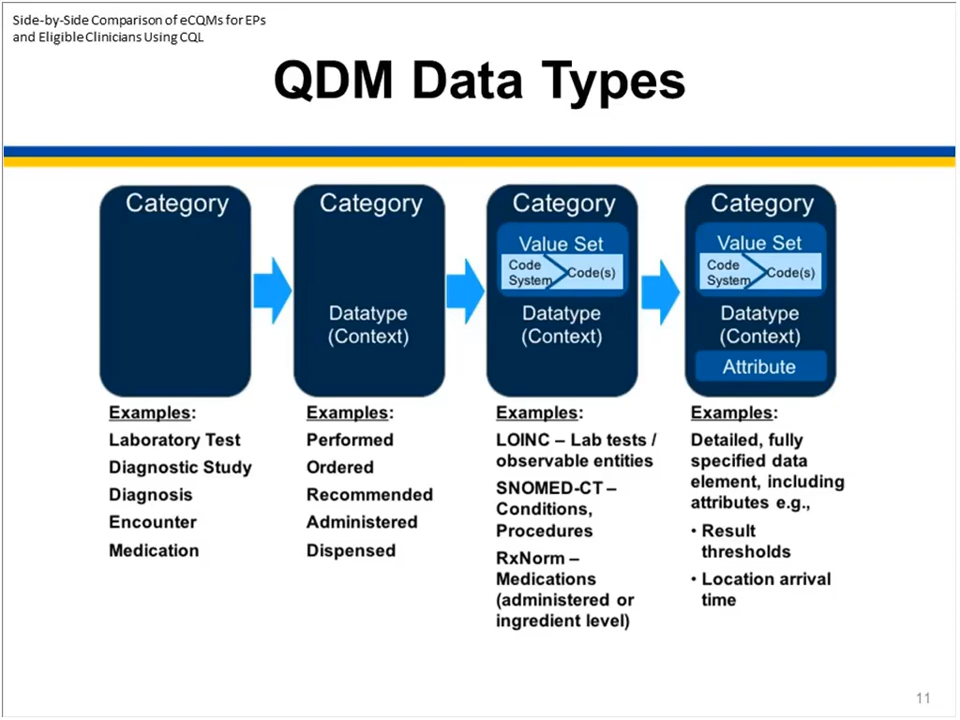 Side-by-Side Comparison of eCQMs for EPs
and Eligible Clinicians Using CQL
QDM Data Types
Category
Examples:
Laboratory Test
Diagnostic Study
Diagnosis
Encounter
Medication
Category
Datatype
(Context)
Examples:
Performed
Ordered
Recommended
Administered
Dispensed
Category
Value Set
Code
System
Code(s)
Datatype
(Context)
Examples:
LOINC – Lab tests /
observable entities
SNOMED-CT –
Conditions,
Procedures
RxNorm –
Medications
(administered or
ingredient level)
Category
Value Set
Code
System
Code(s)
Datatype
(Context)
Attribute
Examples:
Detailed, fully
specified data
element, including
attributes e.g.,
• Result
thresholds
• Location arrival
time
11